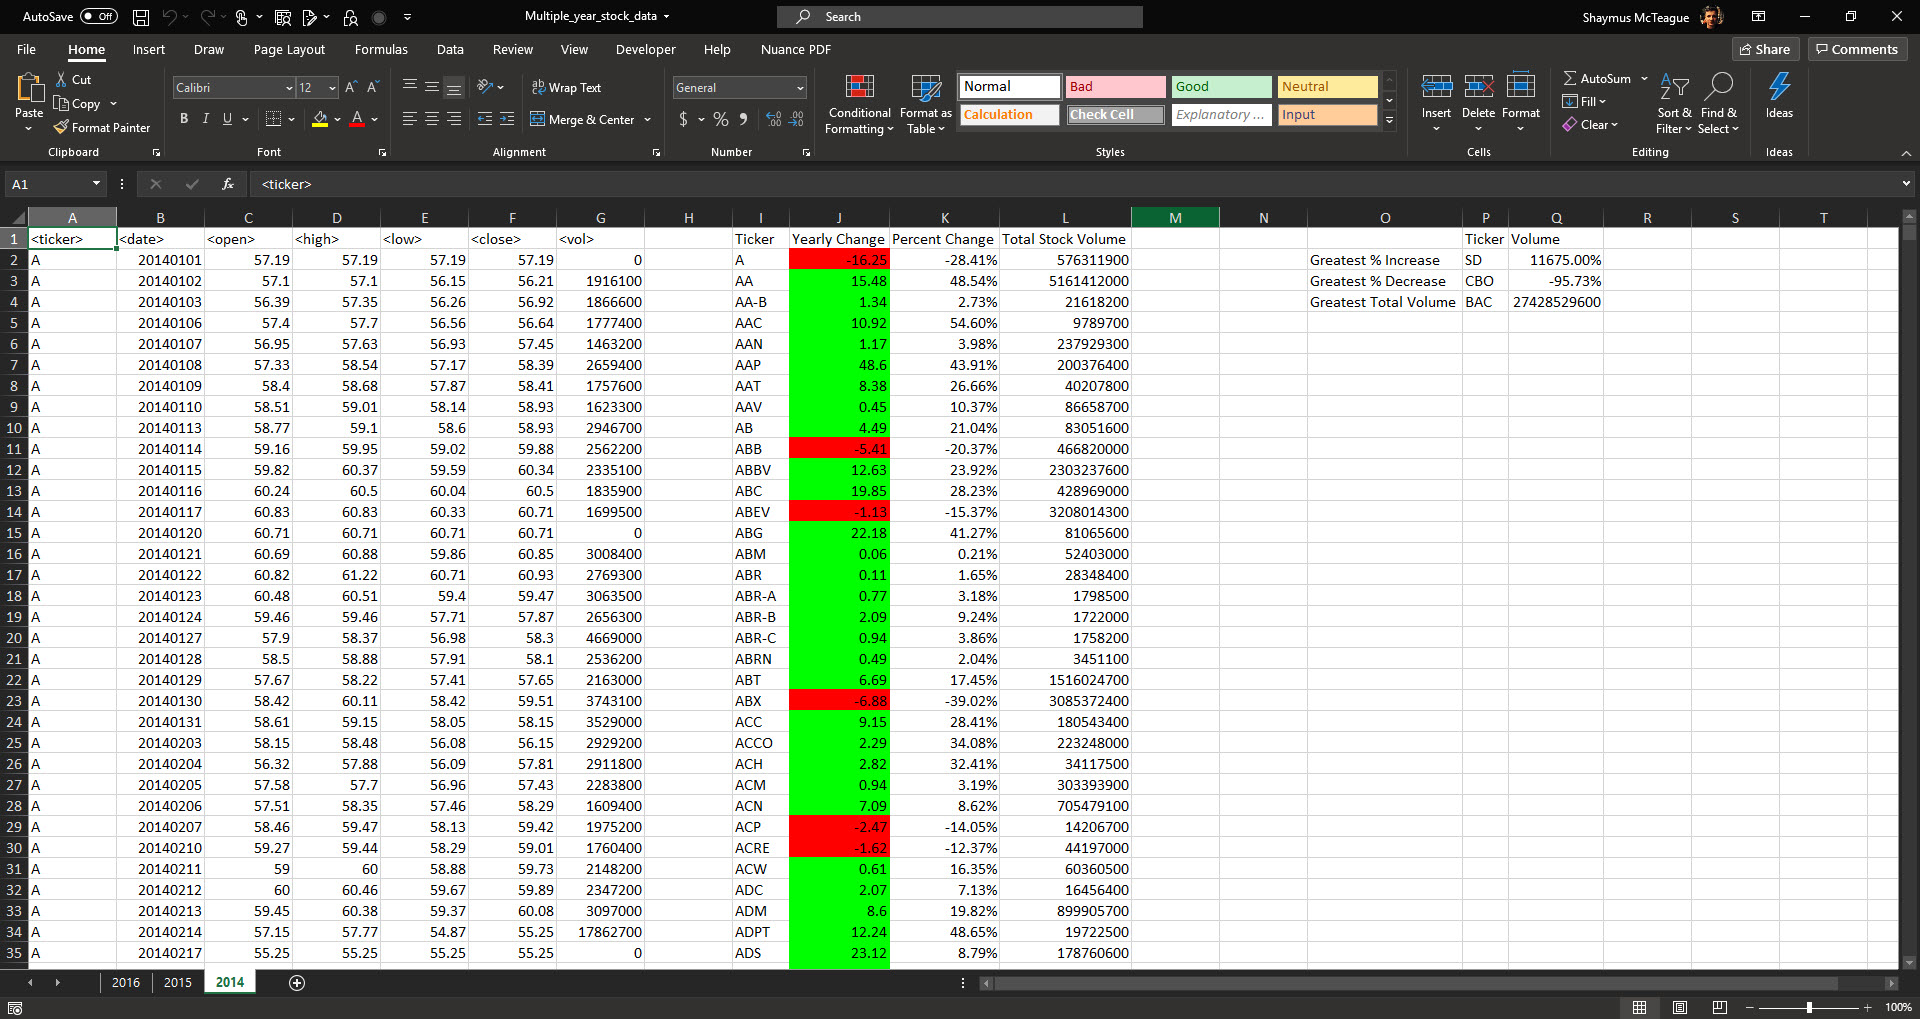 AutoSave Off Multiple_year_stock_data Search Shaymus McTeague
File Home Insert Draw Page Layout Formulas Data Review View Developer Help Nuance PDF Share Comments
Paste Cut Copy Format Painter Clipboard
Calibri 12 A A B I U A Font
Wrap Text Merge & Center Alignment
General $ % Number
Conditional Formatting Format as Table Normal Bad Good Neutral Calculation Check Cell Explanatory ... Input Styles
Insert Delete Format Cells
AutoSum Fill Clear Sort & Filter Find & Select Editing
Ideas Ideas
A1 fx <ticker>
A B C D E F G H I J K L M N O P Q R S T
1 <ticker> <date> <open> <high> <low> <close> <vol> Ticker Yearly Change Percent Change Total Stock Volume Ticker Volume
2 A 20140101 57.19 57.19 57.19 57.19 0 A -16.25 -28.41% 576311900 Greatest % Increase SD 11675.00%
3 A 20140102 57.1 57.1 56.15 56.21 1916100 AA 15.48 48.54% 5161412000 Greatest % Decrease CBO -95.73%
4 A 20140103 56.39 57.35 56.26 56.92 1866600 AA-B 1.34 2.73% 21618200 Greatest Total Volume BAC 27428529600
5 A 20140106 57.4 57.7 56.56 56.64 1777400 AAC 10.92 54.60% 9789700
6 A 20140107 56.95 57.63 56.93 57.45 1463200 AAN 1.17 3.98% 237929300
7 A 20140108 57.33 58.54 57.17 58.39 2659400 AAP 48.6 43.91% 200376400
8 A 20140109 58.4 58.68 57.87 58.41 1757600 AAT 8.38 26.66% 40207800
9 A 20140110 58.51 59.01 58.14 58.93 1623300 AAV 0.45 10.37% 86658700
10 A 20140113 58.77 59.1 58.6 58.93 2946700 AB 4.49 21.04% 83051600
11 A 20140114 59.16 59.95 59.02 59.88 2562200 ABB -5.41 -20.37% 466820000
12 A 20140115 59.82 60.37 59.59 60.34 2335100 ABBV 12.63 23.92% 2303237600
13 A 20140116 60.24 60.5 60.04 60.5 1835900 ABC 19.85 28.23% 428969000
14 A 20140117 60.83 60.83 60.33 60.71 1699500 ABEV -1.13 -15.37% 3208014300
15 A 20140120 60.71 60.71 60.71 60.71 0 ABG 22.18 41.27% 81065600
16 A 20140121 60.69 60.88 59.86 60.85 3008400 ABM 0.06 0.21% 52403000
17 A 20140122 60.82 61.22 60.71 60.93 2769300 ABR 0.11 1.65% 28348400
18 A 20140123 60.48 60.51 59.4 59.47 3063500 ABR-A 0.77 3.18% 1798500
19 A 20140124 59.46 59.46 57.71 57.87 2656300 ABR-B 2.09 9.24% 1722000
20 A 20140127 57.9 58.37 56.98 58.3 4669000 ABR-C 0.94 3.86% 1758200
21 A 20140128 58.5 58.88 57.91 58.1 2536200 ABRN 0.49 2.04% 3451100
22 A 20140129 57.67 58.22 57.41 57.65 2163000 ABT 6.69 17.45% 1516024700
23 A 20140130 58.42 60.11 58.42 59.51 3743100 ABX -6.88 -39.02% 3085372400
24 A 20140131 58.61 59.15 58.05 58.15 3529000 ACC 9.15 28.41% 180543400
25 A 20140203 58.15 58.48 56.08 56.15 2929200 ACCO 2.29 34.08% 223248000
26 A 20140204 56.32 57.88 56.09 57.81 2911800 ACH 2.82 32.41% 34117500
27 A 20140205 57.58 57.7 56.96 57.43 2283800 ACM 0.94 3.19% 303393900
28 A 20140206 57.51 58.35 57.46 58.29 1609400 ACN 7.09 8.62% 705479100
29 A 20140207 58.46 59.47 58.13 59.42 1975200 ACP -2.47 -14.05% 14206700
30 A 20140210 59.27 59.44 58.29 59.01 1760400 ACRE -1.62 -12.37% 44197000
31 A 20140211 59 60 58.88 59.73 2148200 ACW 0.61 16.35% 60360500
32 A 20140212 60 60.46 59.67 59.89 2347200 ADC 2.07 7.13% 16456400
33 A 20140213 59.45 60.38 59.37 60.08 3097000 ADM 8.6 19.82% 899905700
34 A 20140214 57.15 57.77 54.87 55.25 17862700 ADPT 12.24 48.65% 19722500
35 A 20140217 55.25 55.25 55.25 55.25 0 ADS 23.12 8.79% 178760600
2016 2015 2014
100%